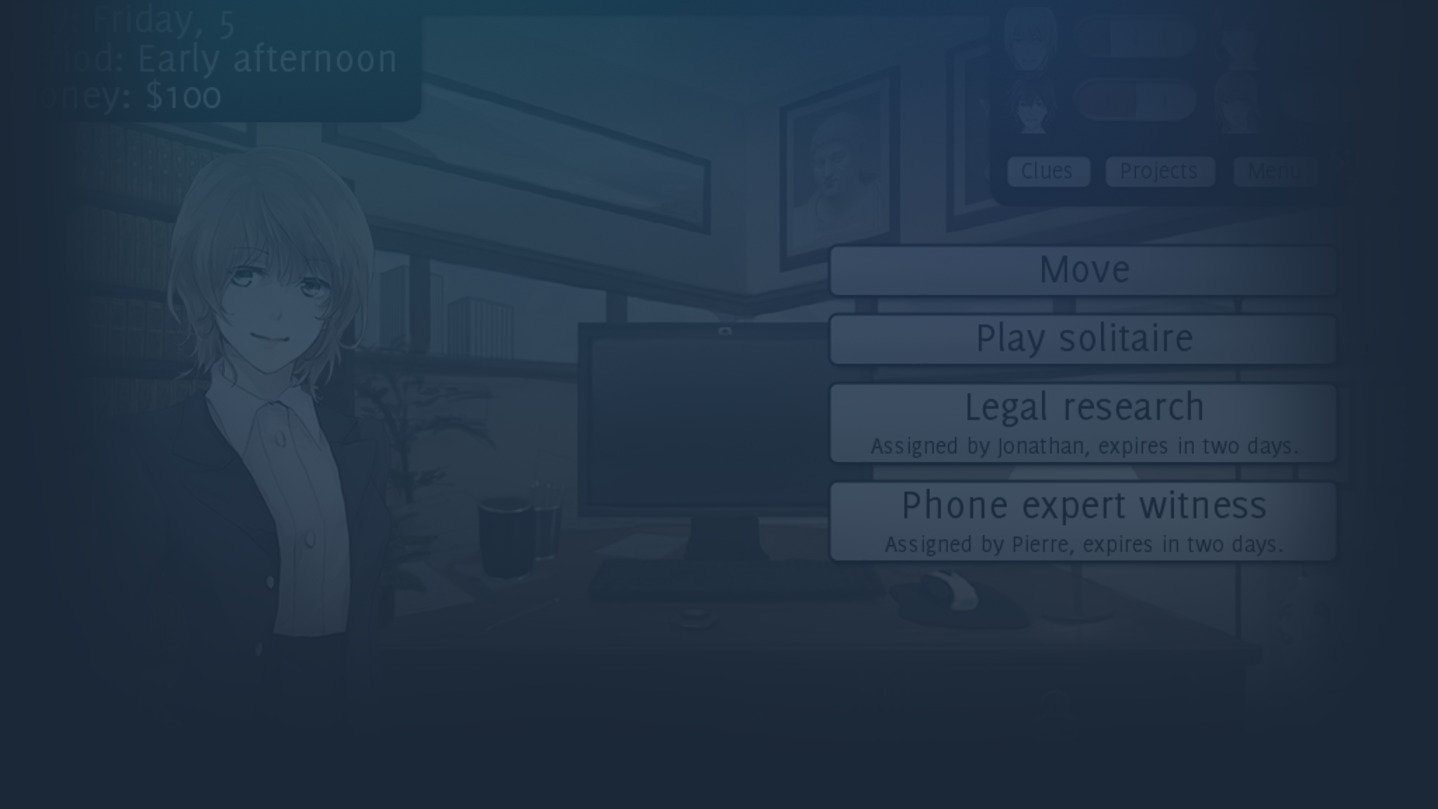 Friday, 5
Early afternoon
$100
Clues
Projects
Menu
Move
Play solitaire
Legal research
Assigned by Jonathan, expires in two days.
Phone expert witness
Assigned by Pierre, expires in two days.